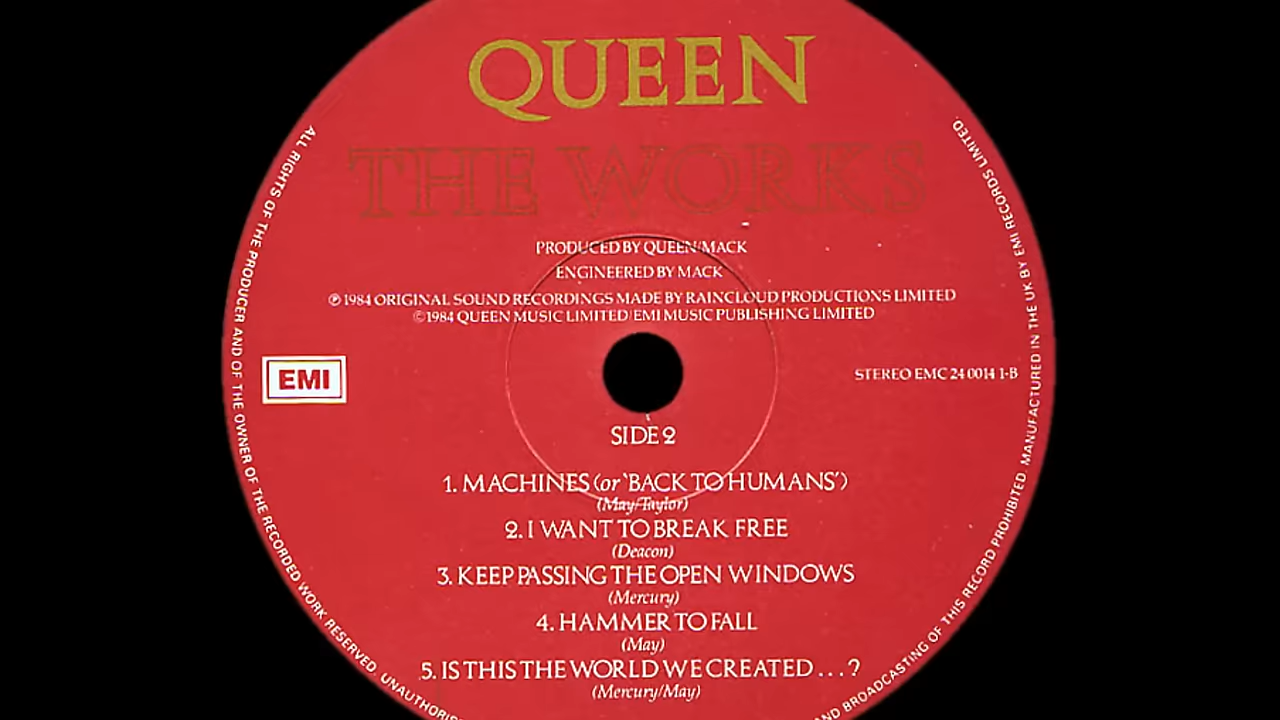 QUEEN
THE WORKS
PRODUCED BY QUEEN/MACK
ENGINEERED BY MACK
℗1984 ORIGINAL SOUND RECORDINGS MADE BY RAINCLOUD PRODUCTIONS LIMITED
©1984 QUEEN MUSIC LIMITED/EMI MUSIC PUBLISHING LIMITED
EMI
STEREO EMC 24 0014 1-B
SIDE 2
1. MACHINES (or 'BACK TO HUMANS')
(May/Taylor)
2. I WANT TO BREAK FREE
(Deacon)
3. KEEP PASSING THE OPEN WINDOWS
(Mercury)
4. HAMMER TO FALL
(May)
5. IS THIS THE WORLD WE CREATED . . . ?
(Mercury/May)
ALL RIGHTS OF THE PRODUCER AND OF THE OWNER OF THE RECORDED WORK RESERVED.
AND BROADCASTING OF THIS RECORD PROHIBITED. MANUFACTURED IN THE UK BY EMI RECORDS LIMITED.